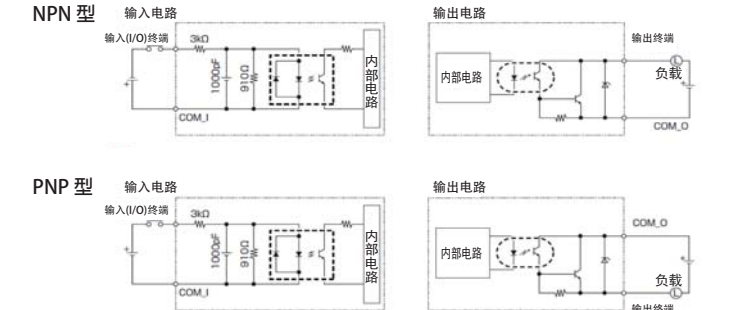 NPN 型
输入电路
输出电路
输入(I/O)终端
3kΩ
1000pF
910Ω
内部电路
COM_I
内部电路
输出终端
L
负载
COM_O
PNP 型
输入电路
输出电路
输入(I/O)终端
3kΩ
1000pF
910Ω
内部电路
COM_I
内部电路
COM_O
负载
L
输出终端